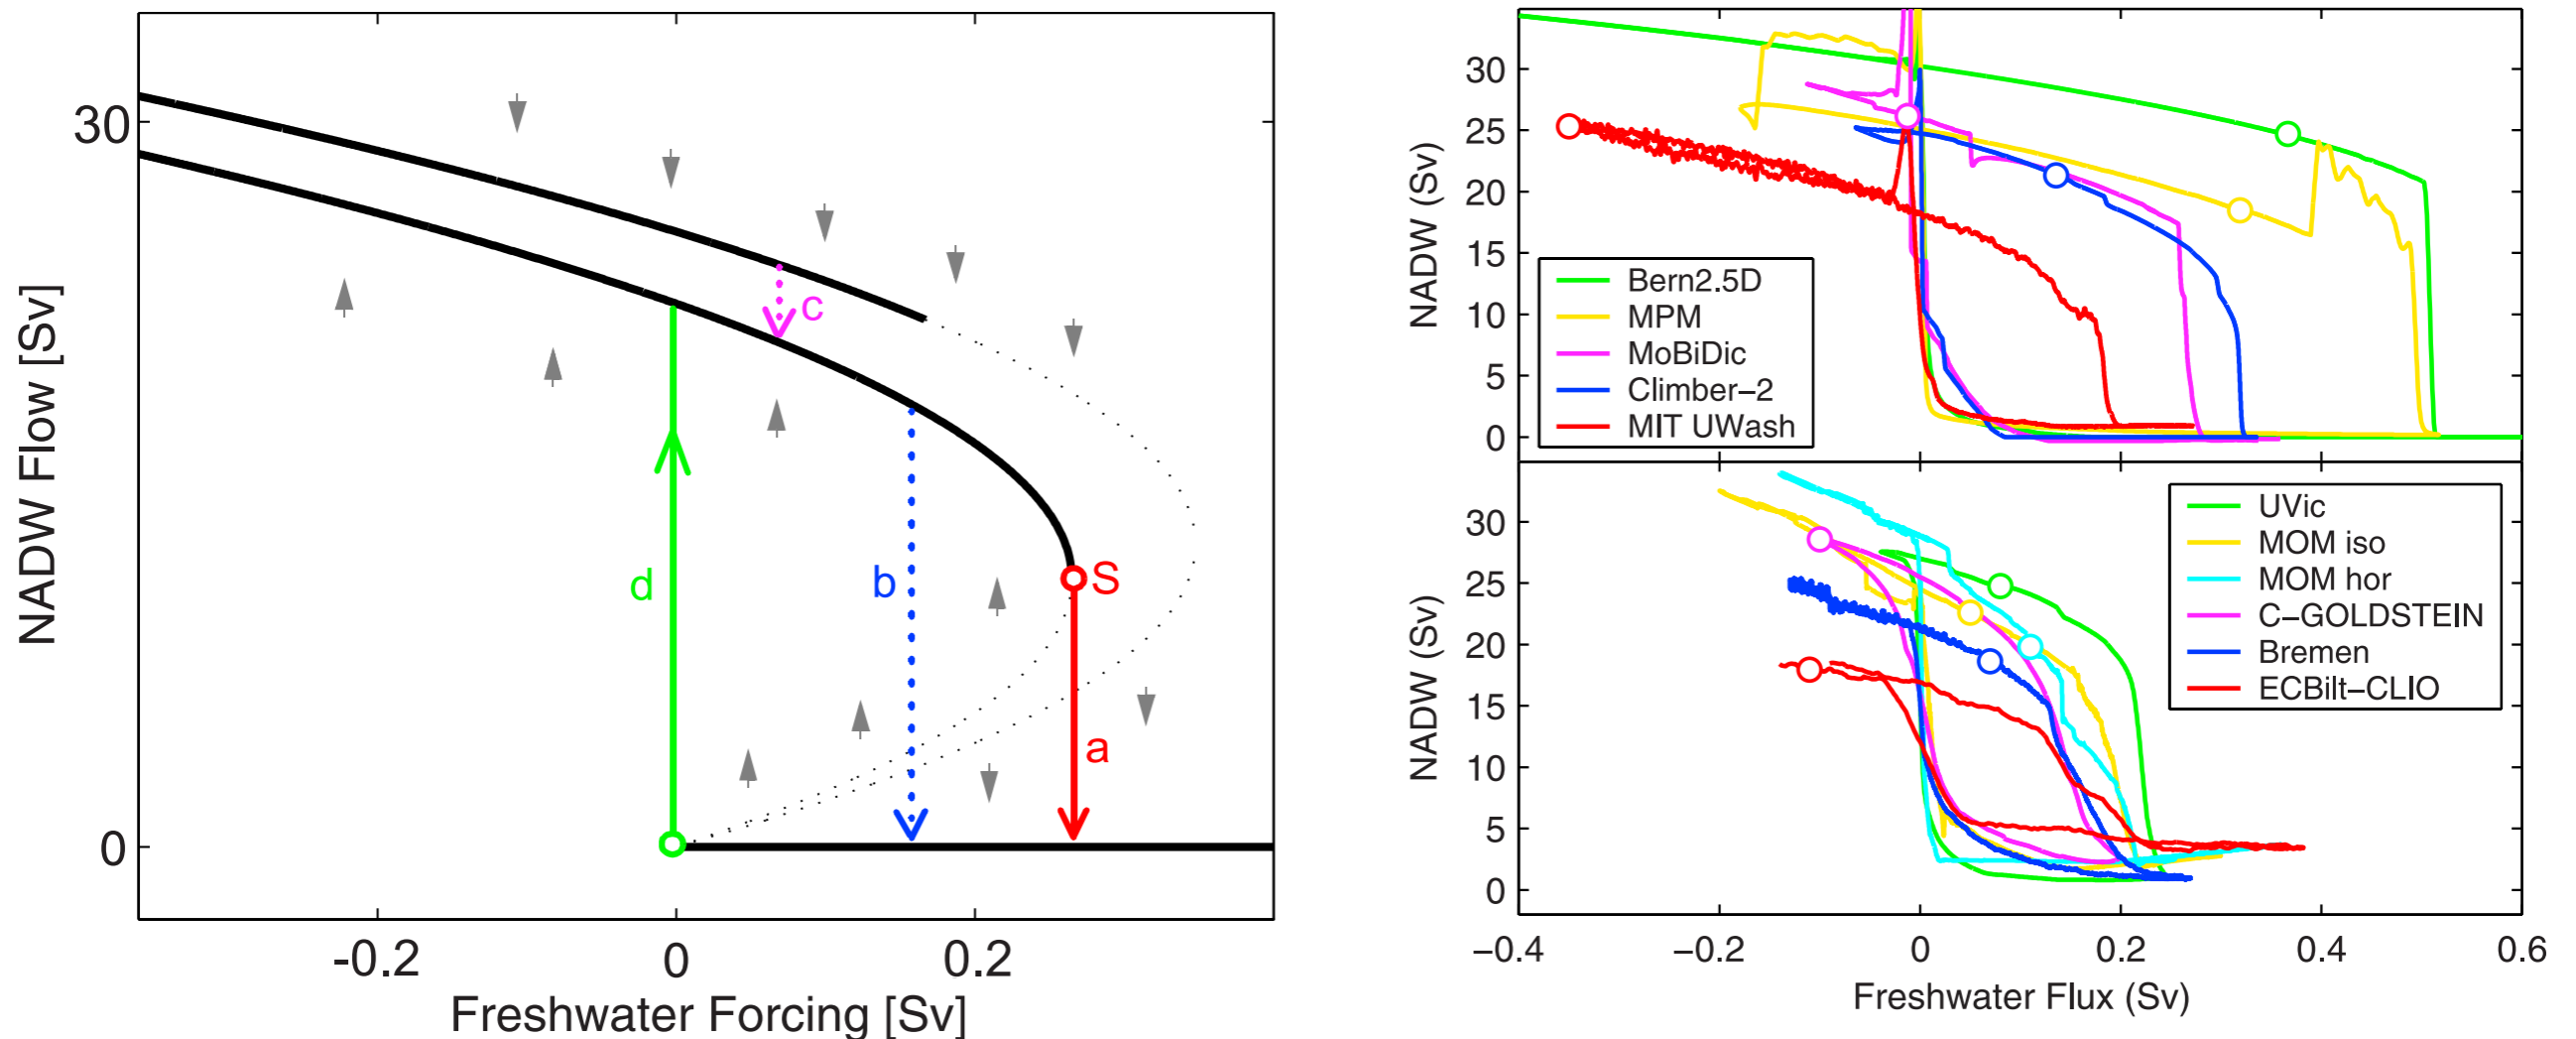 NADW Flow [Sv]
30
0
-0.2
0
0.2
Freshwater Forcing [Sv]
a
b
c
d
S
NADW (Sv)
30
25
20
15
10
5
0
Bern2.5D
MPM
MoBiDic
Climber–2
MIT UWash
NADW (Sv)
30
25
20
15
10
5
0
UVic
MOM iso
MOM hor
C–GOLDSTEIN
Bremen
ECBilt–CLIO
–0.4
–0.2
0
0.2
0.4
0.6
Freshwater Flux (Sv)